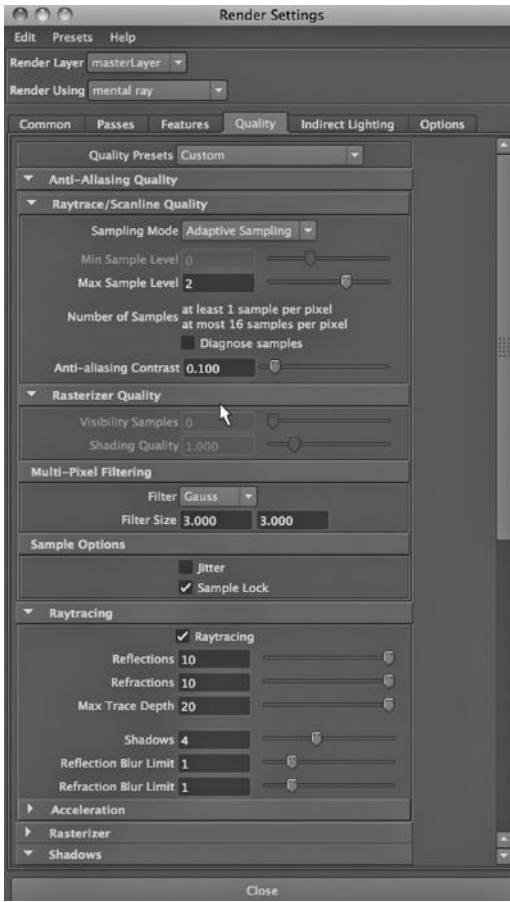 Render Settings
Edit Presets Help
Render Layer masterLayer
Render Using mental ray
Common Passes Features Quality Indirect Lighting Options
Quality Presets Custom
Anti-Aliasing Quality
Raytrace/Scanline Quality
Sampling Mode Adaptive Sampling
Min Sample Level 0
Max Sample Level 2
Number of Samples at least 1 sample per pixel
at most 16 samples per pixel
Diagnose samples
Anti-aliasing Contrast 0.100
Rasterizer Quality
Visibility Samples 0
Shading Quality 1.000
Multi-Pixel Filtering
Filter Gauss
Filter Size 3.000 3.000
Sample Options
Jitter
Sample Lock
Raytracing
Raytracing
Reflections 10
Refractions 10
Max Trace Depth 20
Shadows 4
Reflection Blur Limit 1
Refraction Blur Limit 1
Acceleration
Rasterizer
Shadows
Close